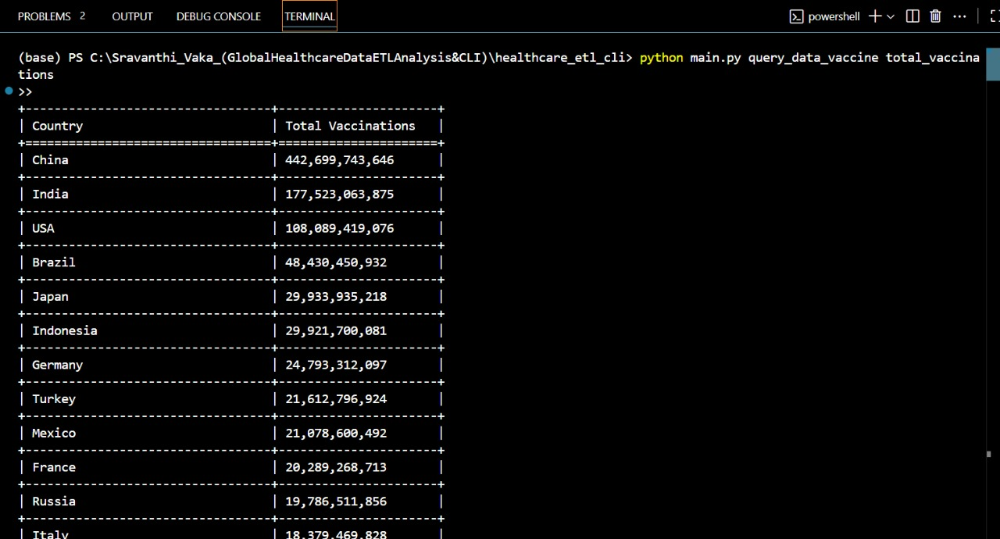 PROBLEMS 2 OUTPUT DEBUG CONSOLE TERMINAL powershell
(base) PS C:\Sravanthi_Vaka_(GlobalHealthcareDataETLAnalysis&CLI)\healthcare_etl_cli> python main.py query_data_vaccine total_vaccina
tions
>>
+----------------------------------+----------------------+
| Country | Total Vaccinations |
+==================================+======================+
| China | 442,699,743,646 |
+----------------------------------+----------------------+
| India | 177,523,063,875 |
+----------------------------------+----------------------+
| USA | 108,089,419,076 |
+----------------------------------+----------------------+
| Brazil | 48,430,450,932 |
+----------------------------------+----------------------+
| Japan | 29,933,935,218 |
+----------------------------------+----------------------+
| Indonesia | 29,921,700,081 |
+----------------------------------+----------------------+
| Germany | 24,793,312,097 |
+----------------------------------+----------------------+
| Turkey | 21,612,796,924 |
+----------------------------------+----------------------+
| Mexico | 21,078,600,492 |
+----------------------------------+----------------------+
| France | 20,289,268,713 |
+----------------------------------+----------------------+
| Russia | 19,786,511,856 |
+----------------------------------+----------------------+
| Italy | 18,379,469,828 |